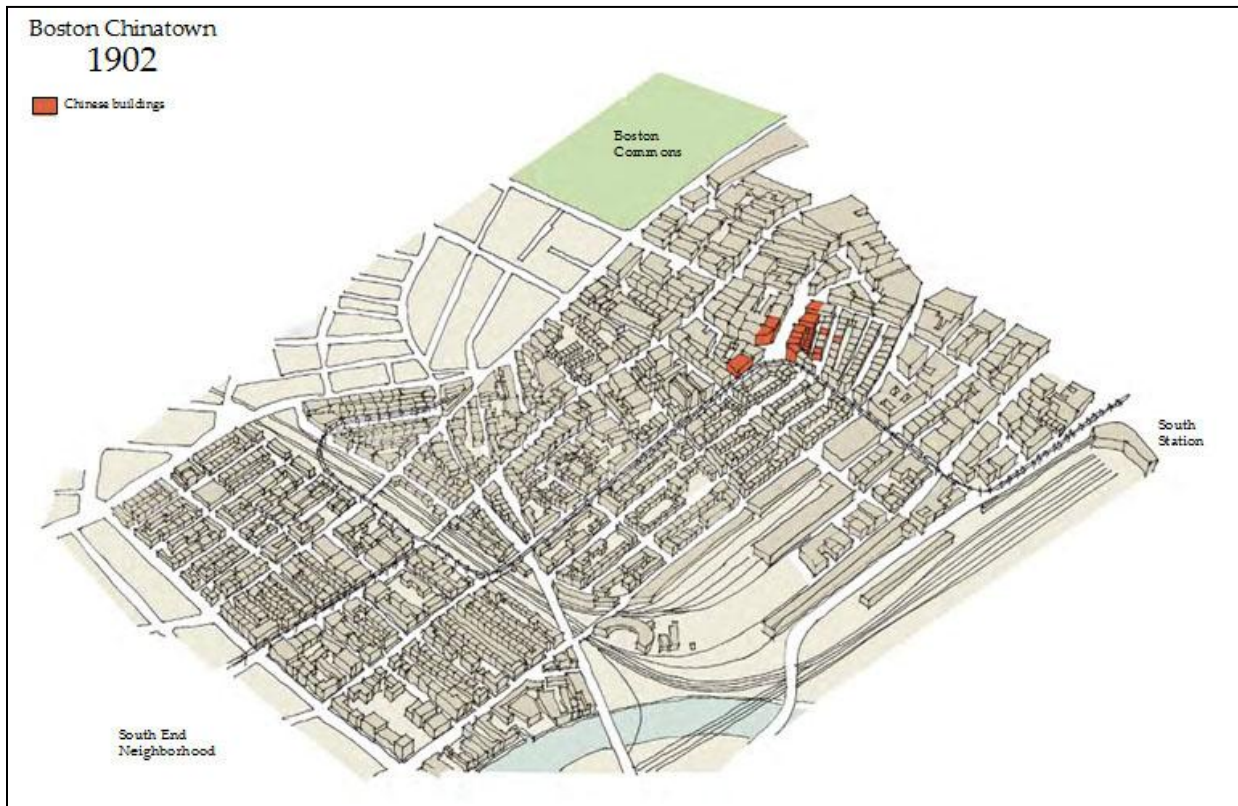 Boston Chinatown
1902
Chinese buildings
Boston
Commons
South
Station
South End
Neighborhood